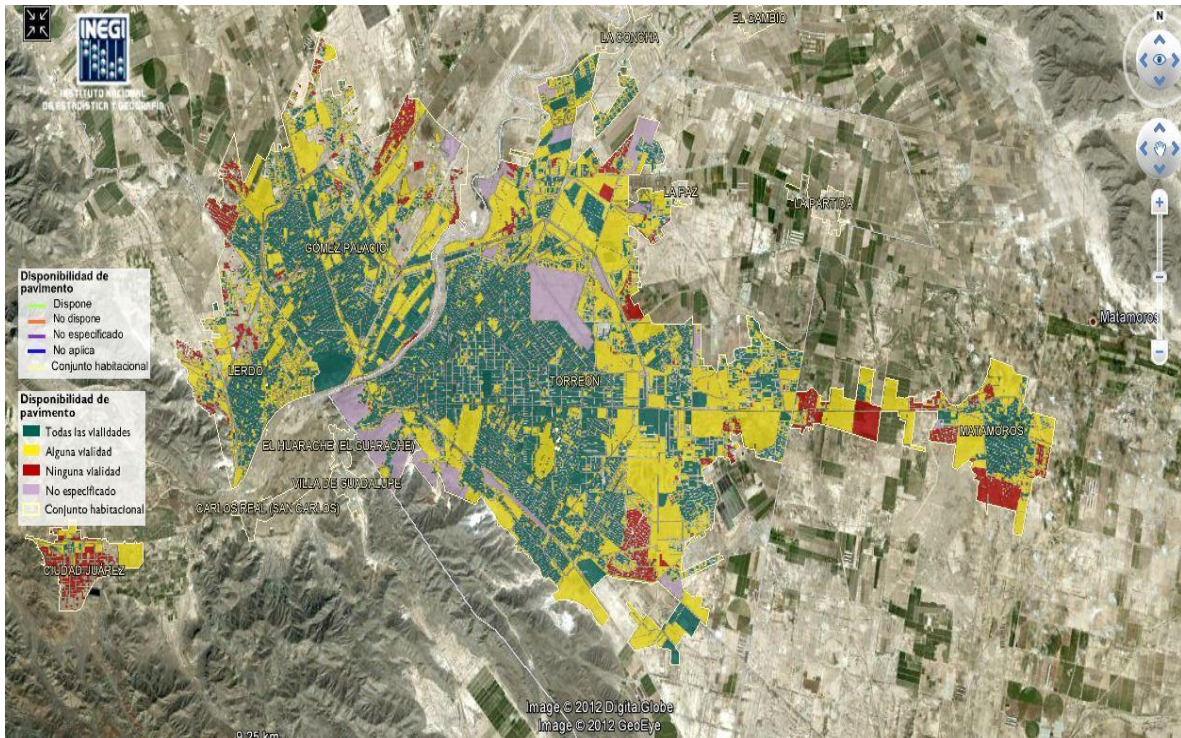 INEGI
INSTITUTO NACIONAL
DE ESTADÍSTICA Y GEOGRAFÍA
EL CAMBIO
LA CONCHA
N
LA PAZ
LA PARTIDA
GÓMEZ PALACIO
Matamoros
LERDO
TORREÓN
MATAMOROS
EL HUARACHE (EL GUARACHE)
VILLA DE GUADALUPE
CARLOS REAL (SAN CARLOS)
CIUDAD JUÁREZ
Disponibilidad de
pavimento
Dispone
No dispone
No especificado
No aplica
Conjunto habitacional
Disponibilidad de
pavimento
Todas las vialidades
Alguna vialidad
Ninguna vialidad
No especificado
Conjunto habitacional
Image © 2012 DigitalGlobe
Image © 2012 GeoEye
9.25 km